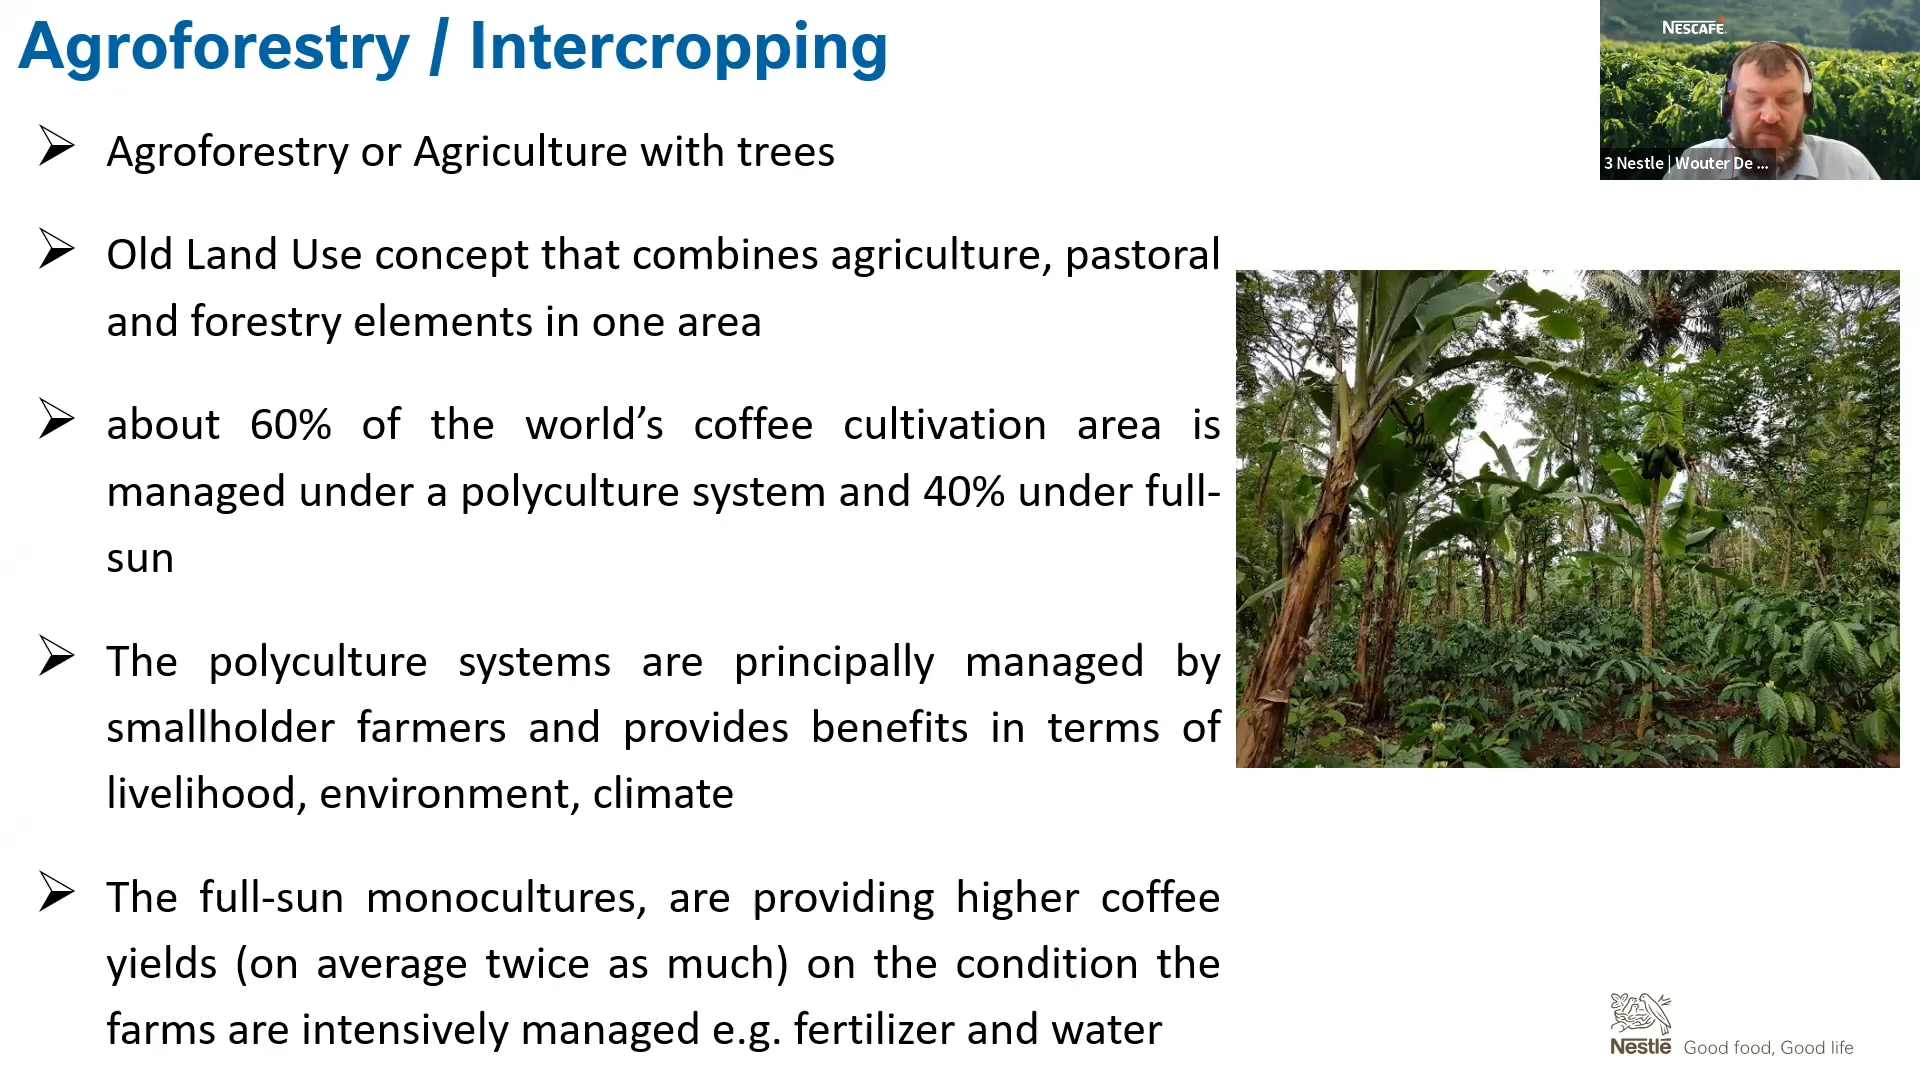 Agroforestry / Intercropping
NESCAFE
3 Nestle | Wouter De ...
➢ Agroforestry or Agriculture with trees
➢ Old Land Use concept that combines agriculture, pastoral
and forestry elements in one area
➢ about 60% of the world’s coffee cultivation area is
managed under a polyculture system and 40% under full-
sun
➢ The polyculture systems are principally managed by
smallholder farmers and provides benefits in terms of
livelihood, environment, climate
➢ The full-sun monocultures, are providing higher coffee
yields (on average twice as much) on the condition the
farms are intensively managed e.g. fertilizer and water
Nestlé Good food, Good life